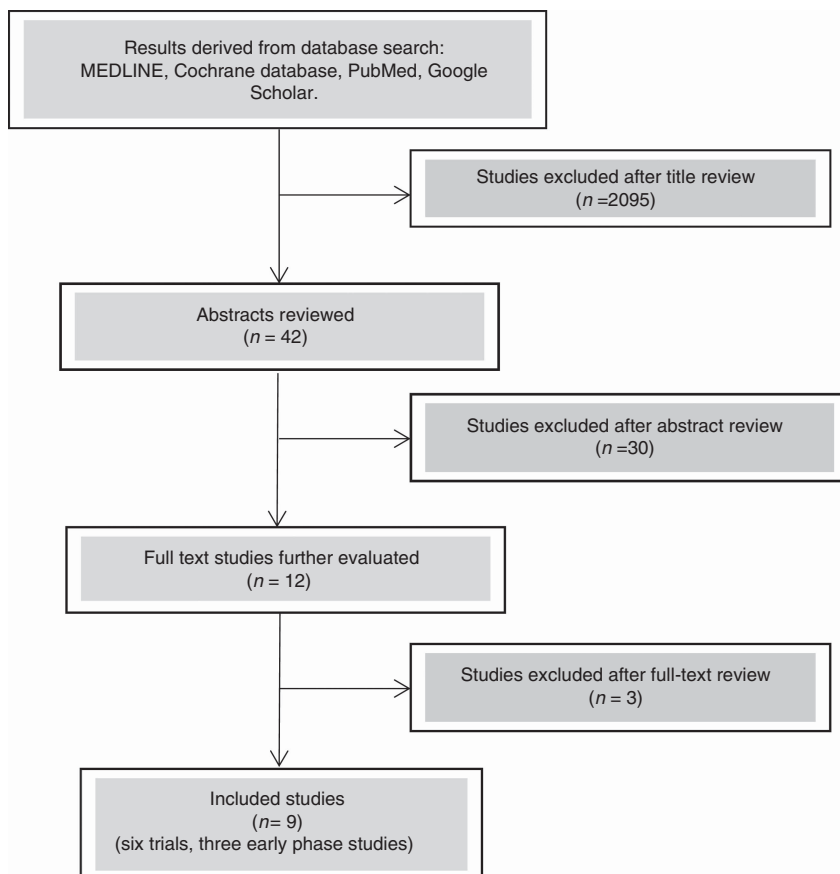 Results derived from database search:
MEDLINE, Cochrane database, PubMed, Google
Scholar.
Studies excluded after title review
(n =2095)
Abstracts reviewed
(n = 42)
Studies excluded after abstract review
(n =30)
Full text studies further evaluated
(n = 12)
Studies excluded after full-text review
(n = 3)
Included studies
(n= 9)
(six trials, three early phase studies)